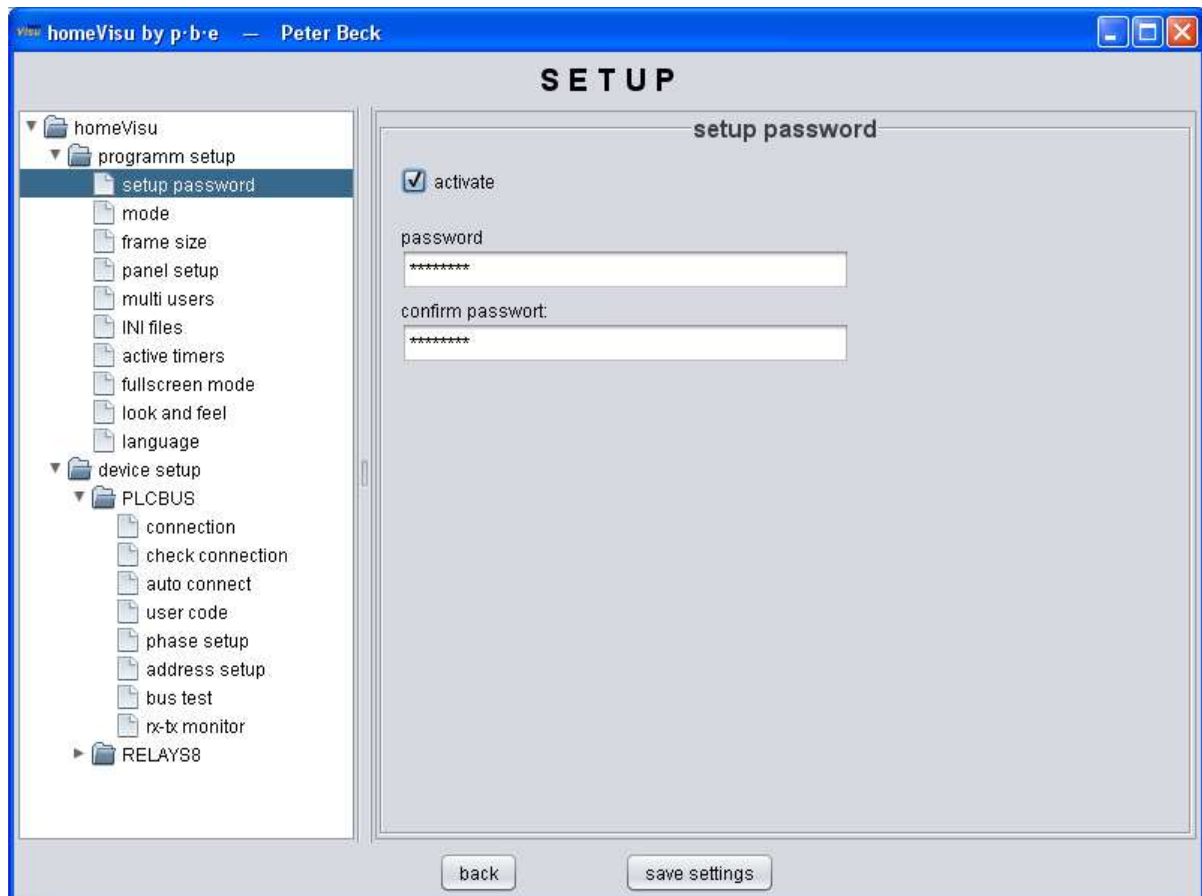 Visu homeVisu by p·b·e — Peter Beck
SETUP
homeVisu
programm setup
setup password
mode
frame size
panel setup
multi users
INI files
active timers
fullscreen mode
look and feel
language
device setup
PLCBUS
connection
check connection
auto connect
user code
phase setup
address setup
bus test
rx-tx monitor
RELAYS8
setup password
activate
password
********
confirm passwort:
********
back
save settings